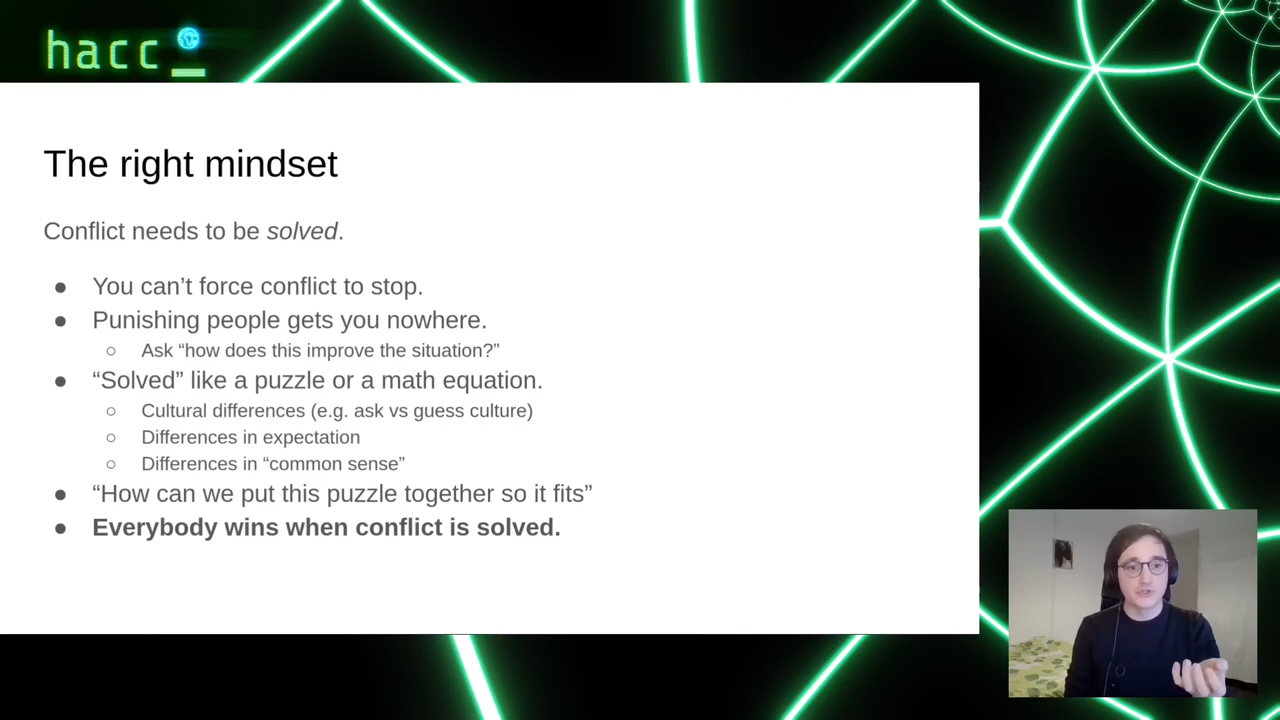 hacc_
The right mindset
Conflict needs to be solved.
● You can’t force conflict to stop.
● Punishing people gets you nowhere.
○ Ask “how does this improve the situation?”
● “Solved” like a puzzle or a math equation.
○ Cultural differences (e.g. ask vs guess culture)
○ Differences in expectation
○ Differences in “common sense”
● “How can we put this puzzle together so it fits”
● Everybody wins when conflict is solved.